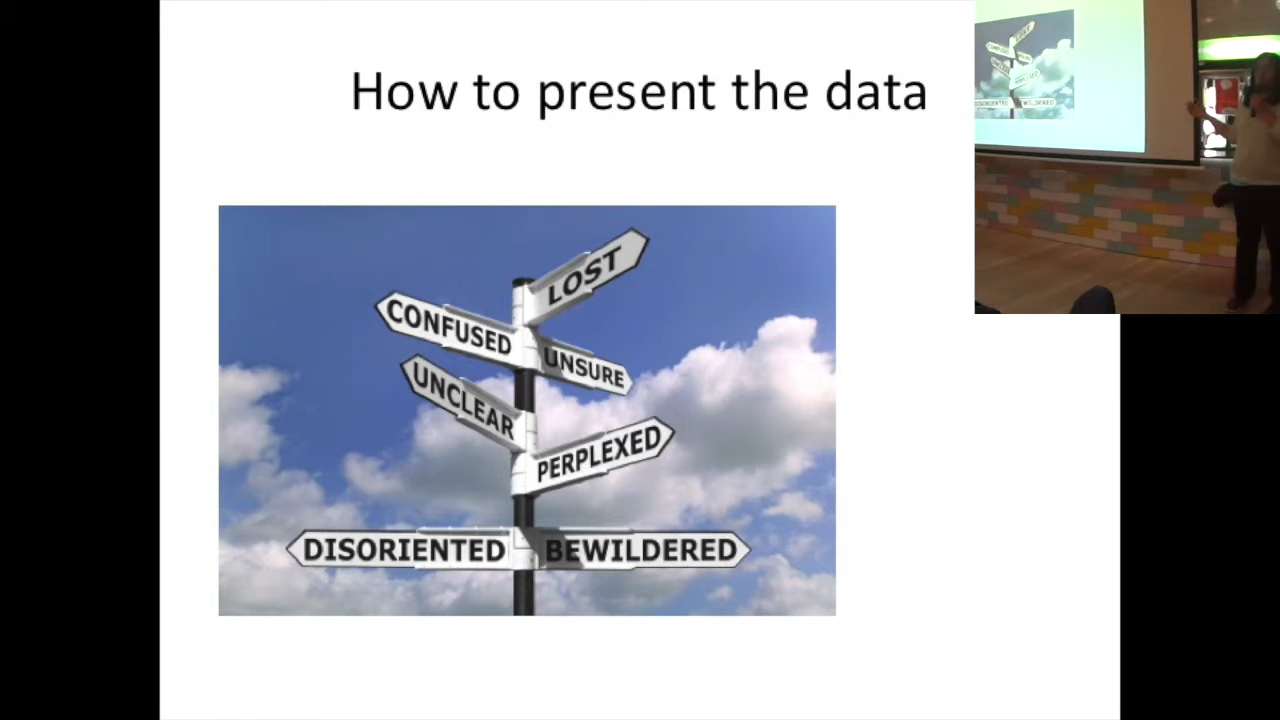 How to present the data
LOST
CONFUSED
UNSURE
UNCLEAR
PERPLEXED
DISORIENTED
BEWILDERED